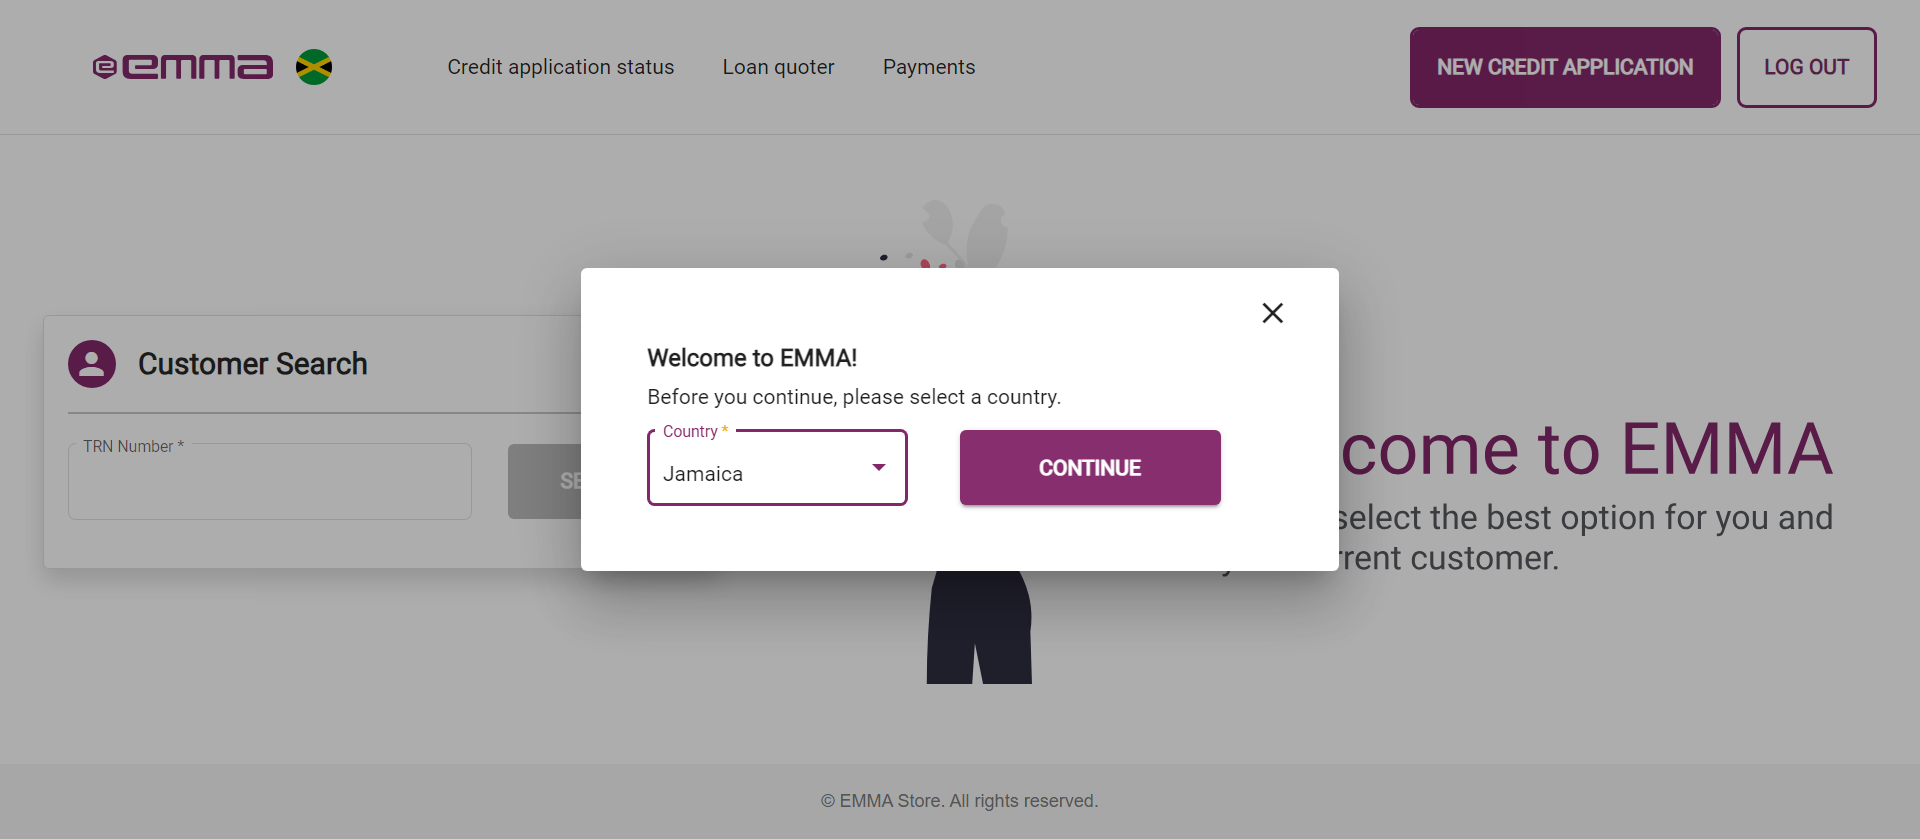 emma
Credit application status
Loan quoter
Payments
NEW CREDIT APPLICATION
LOG OUT
Customer Search
TRN Number *
SE
Welcome to EMMA!
Before you continue, please select a country.
Country *
Jamaica
CONTINUE
come to EMMA
select the best option for you and
rrent customer.
© EMMA Store. All rights reserved.